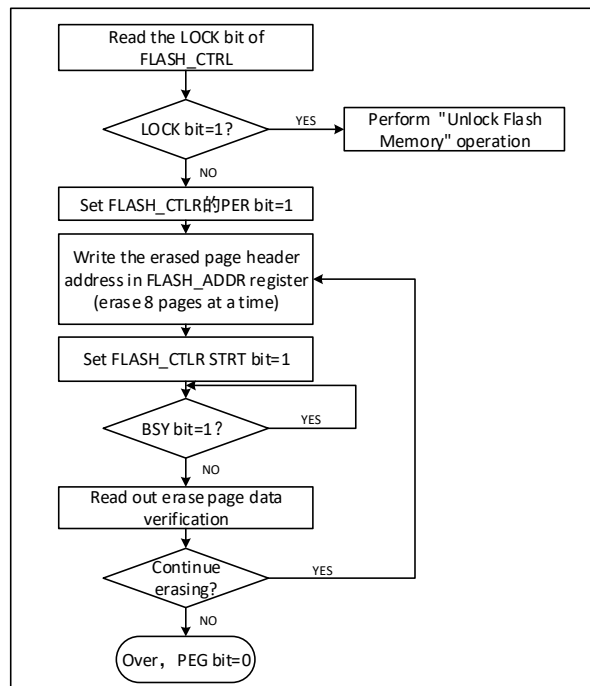 Read the LOCK bit of
FLASH_CTRL
LOCK bit=1?
YES
Perform "Unlock Flash
Memory" operation
NO
Set FLASH_CTLR的PER bit=1
Write the erased page header
address in FLASH_ADDR register
(erase 8 pages at a time)
Set FLASH_CTLR STRT bit=1
BSY bit=1?
YES
NO
Read out erase page data
verification
Continue
erasing?
YES
NO
Over，PEG bit=0